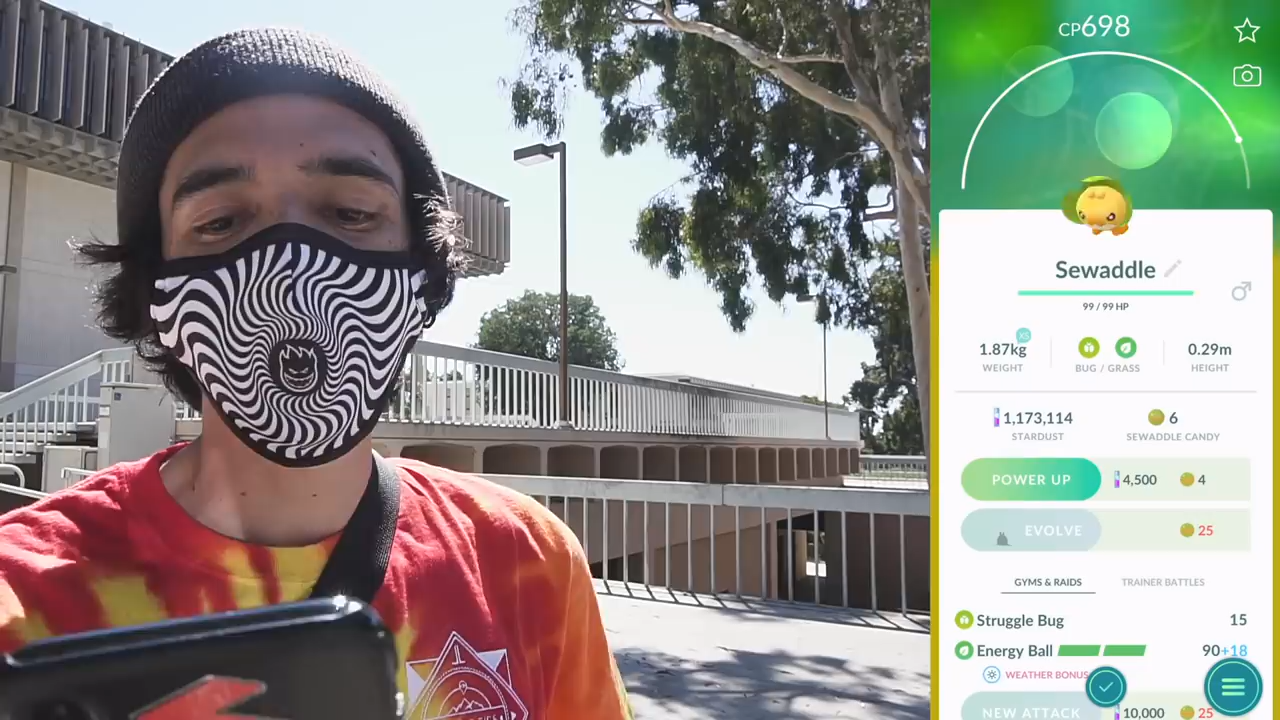 CP698
Sewaddle
99 / 99 HP
XS
1.87kg
WEIGHT
BUG / GRASS
0.29m
HEIGHT
1,173,114
STARDUST
6
SEWADDLE CANDY
POWER UP
4,500
4
EVOLVE
25
GYMS & RAIDS
TRAINER BATTLES
Struggle Bug
15
Energy Ball
90+18
WEATHER BONUS
NEW ATTACK
10,000
25